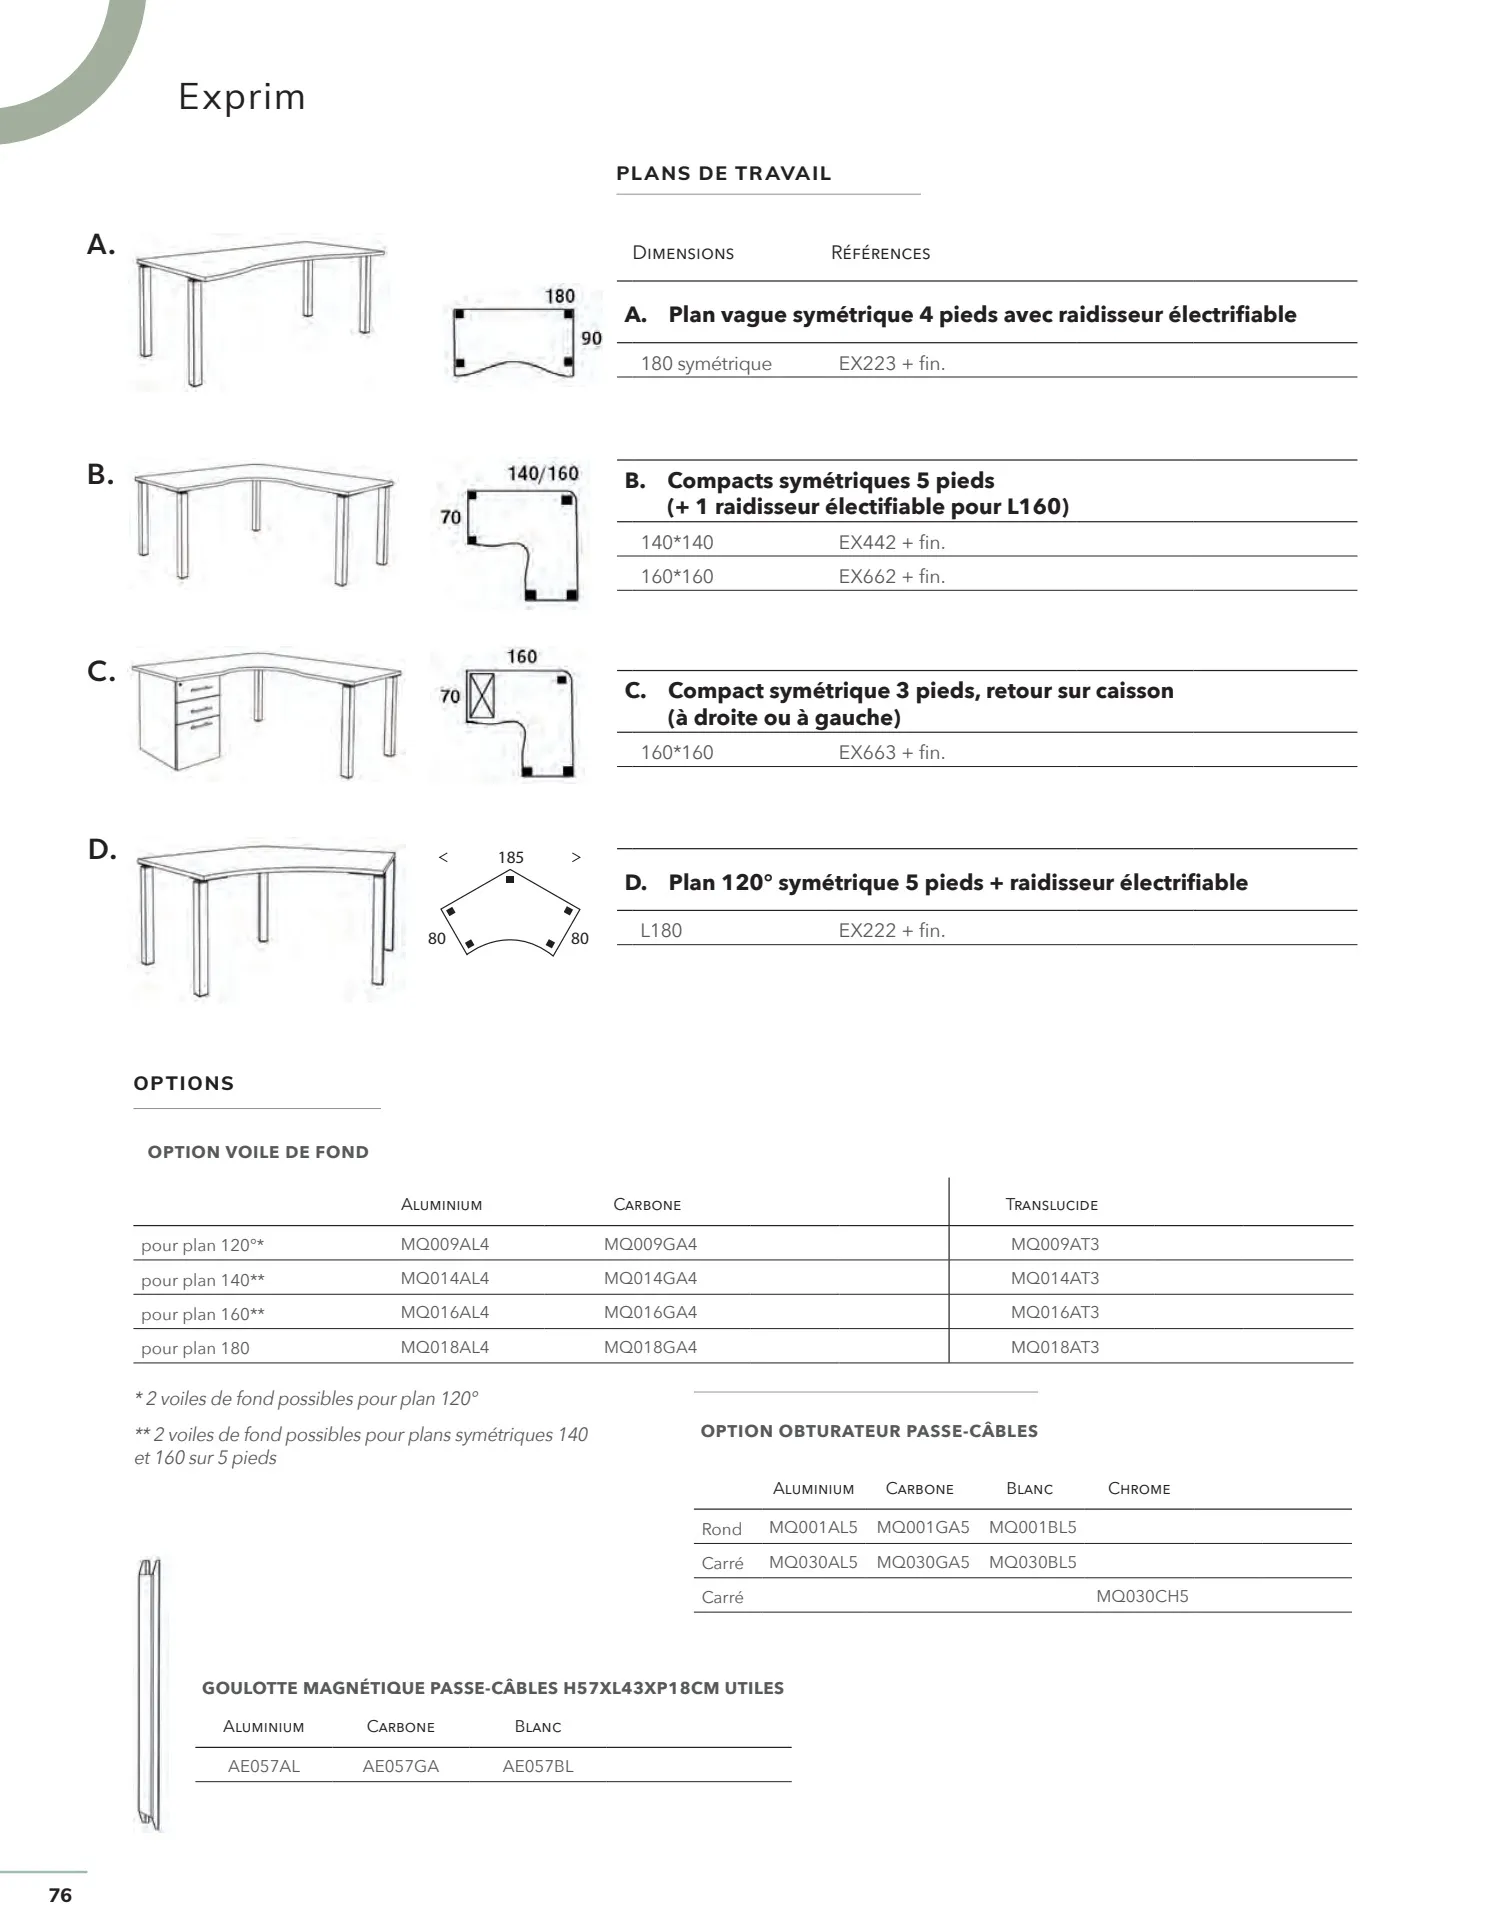 Exprim
PLANS DE TRAVAIL
Dimensions Références
A.
180
90
A. Plan vague symétrique 4 pieds avec raidisseur électrifiable
180 symétrique EX223 + fin.
B.
140/160
70
B. Compacts symétriques 5 pieds
(+ 1 raidisseur électifiable pour L160)
140*140 EX442 + fin.
160*160 EX662 + fin.
C.
160
70
C. Compact symétrique 3 pieds, retour sur caisson
(à droite ou à gauche)
160*160 EX663 + fin.
D.
< 185 >
80 80
D. Plan 120° symétrique 5 pieds + raidisseur électrifiable
L180 EX222 + fin.
OPTIONS
OPTION VOILE DE FOND
Aluminium Carbone Translucide
pour plan 120°* MQ009AL4 MQ009GA4 MQ009AT3
pour plan 140** MQ014AL4 MQ014GA4 MQ014AT3
pour plan 160** MQ016AL4 MQ016GA4 MQ016AT3
pour plan 180 MQ018AL4 MQ018GA4 MQ018AT3
* 2 voiles de fond possibles pour plan 120°
** 2 voiles de fond possibles pour plans symétriques 140
et 160 sur 5 pieds
OPTION OBTURATEUR PASSE-CÂBLES
Aluminium Carbone Blanc Chrome
Rond MQ001AL5 MQ001GA5 MQ001BL5
Carré MQ030AL5 MQ030GA5 MQ030BL5
Carré MQ030CH5
GOULOTTE MAGNÉTIQUE PASSE-CÂBLES H57XL43XP18CM UTILES
Aluminium Carbone Blanc
AE057AL AE057GA AE057BL
76